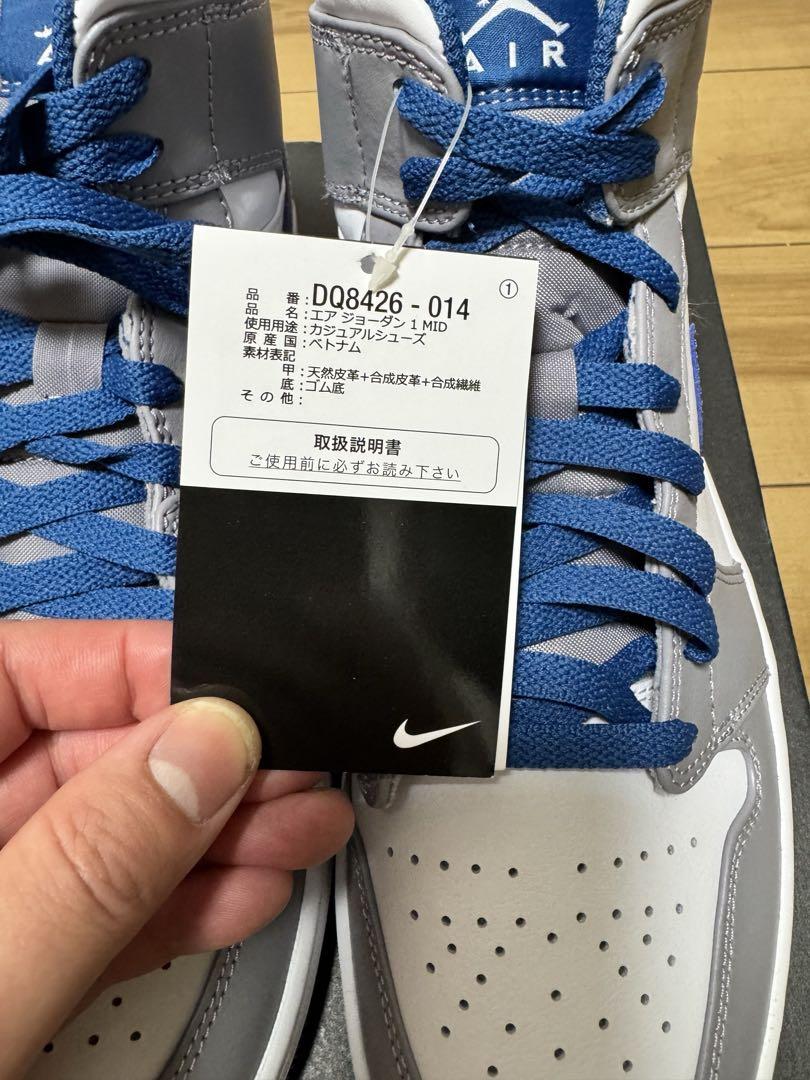 AIR
①
品番:DQ8426 - 014
品名:エア ジョーダン 1 MID
使用用途:カジュアルシューズ
原産国:ベトナム
素材表記
甲:天然皮革+合成皮革+合成繊維
底:ゴム底
その他:
取扱説明書
ご使用前に必ずお読み下さい